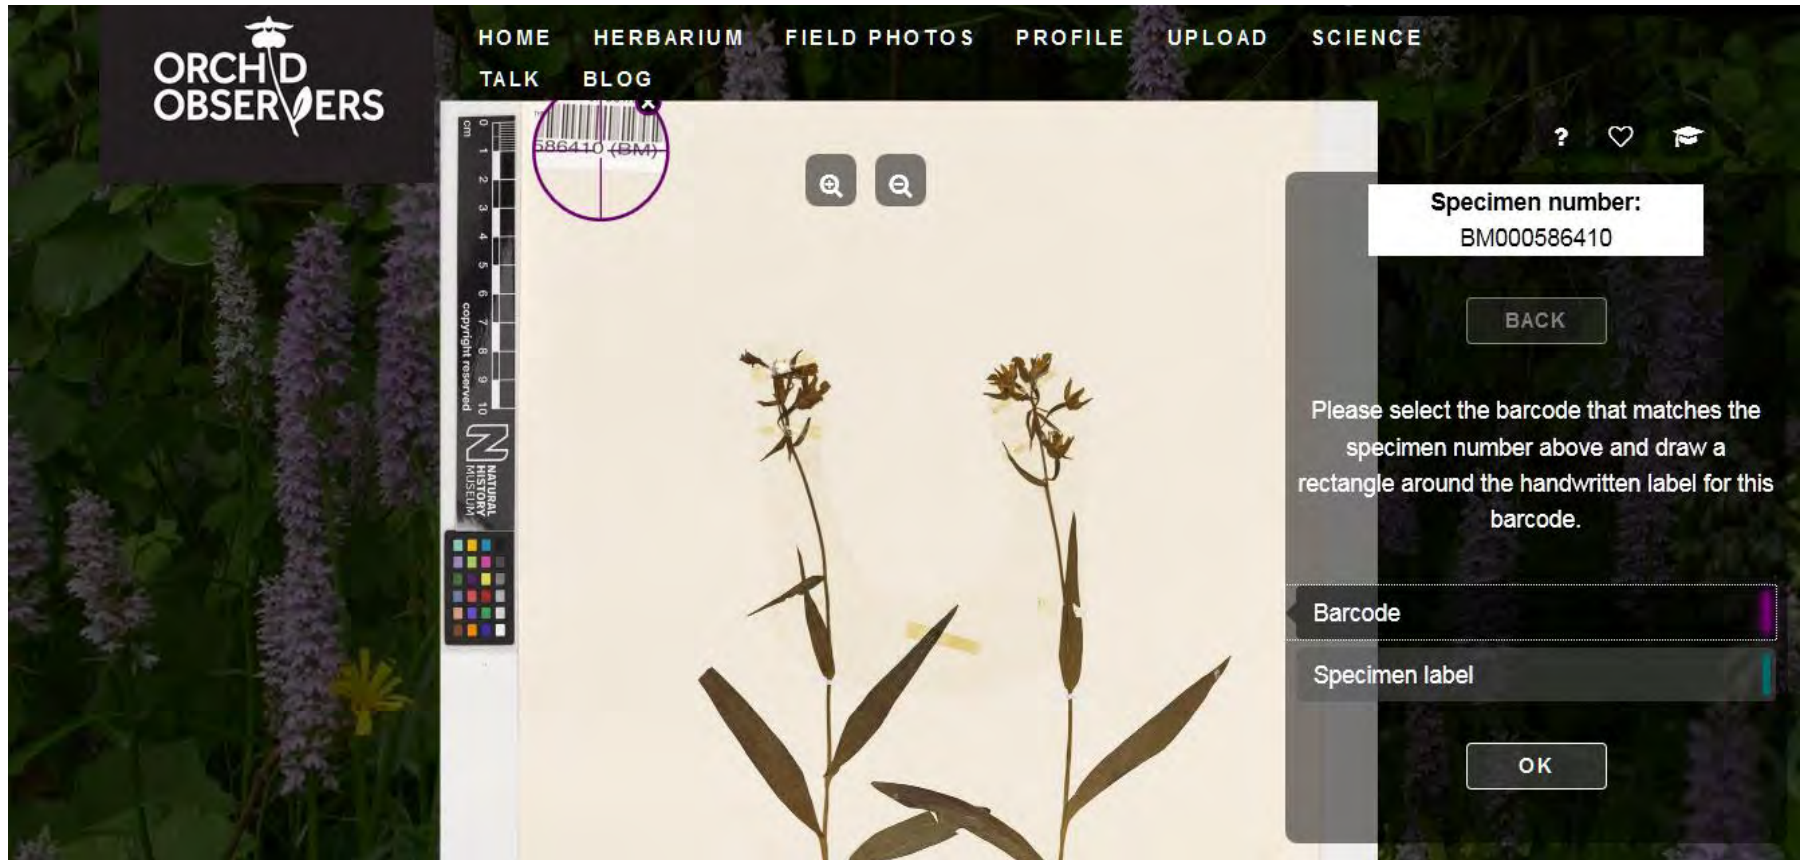 ORCHID
OBSERVERS
HOME HERBARIUM FIELD PHOTOS PROFILE UPLOAD SCIENCE
TALK BLOG
586410 (BM)
0
cm
1
2
3
4
5
6
7
8
9
10
copyright reserved
NATURAL
HISTORY
MUSEUM
?
Specimen number:
BM000586410
BACK
Please select the barcode that matches the
specimen number above and draw a
rectangle around the handwritten label for this
barcode.
Barcode
Specimen label
OK